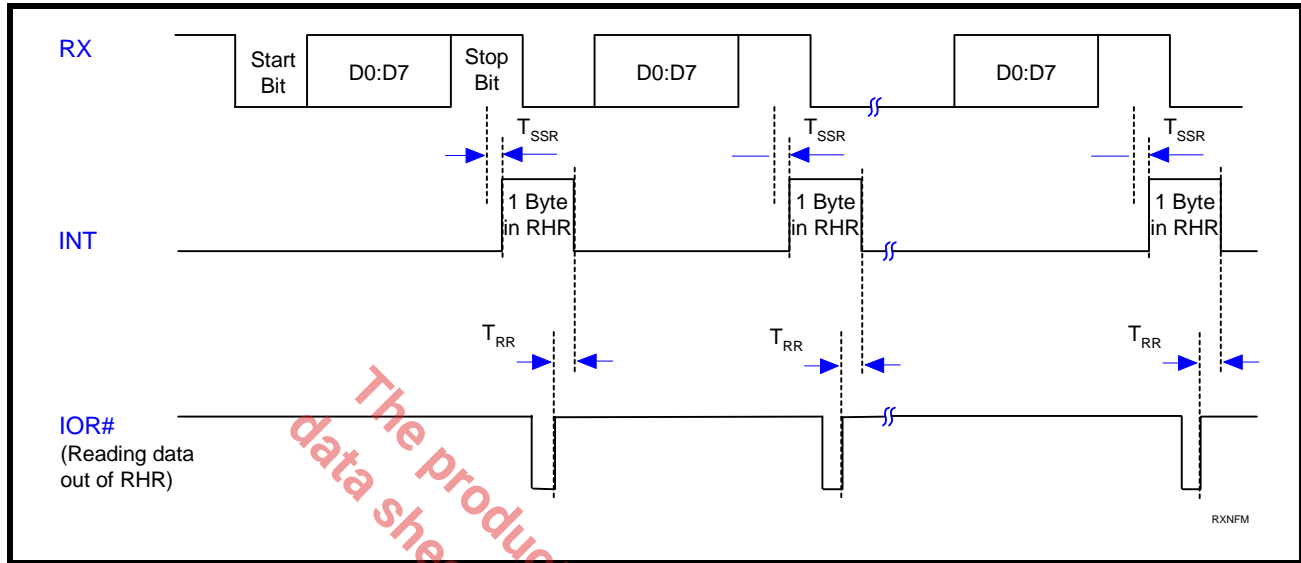 RX
Start
Bit
D0:D7
Stop
Bit
D0:D7
D0:D7
TSSR
TSSR
TSSR
INT
1 Byte
in RHR
1 Byte
in RHR
1 Byte
in RHR
TRR
TRR
TRR
IOR#
(Reading data
out of RHR)
The produc
data she
RXNFM